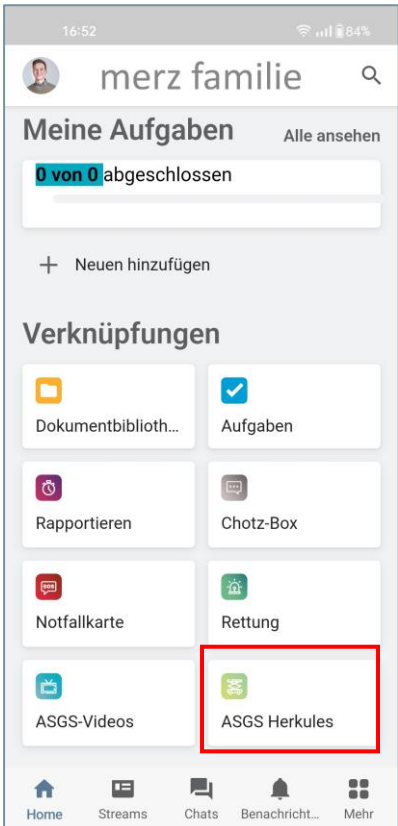 16:52
84%
merz familie
Meine Aufgaben
Alle ansehen
0 von 0 abgeschlossen
Neuen hinzufügen
Verknüpfungen
Dokumentbiblioth...
Aufgaben
Rapportieren
Chotz-Box
SOS
Notfallkarte
Rettung
ASGS-Videos
ASGS Herkules
Home
Streams
Chats
Benachricht...
Mehr